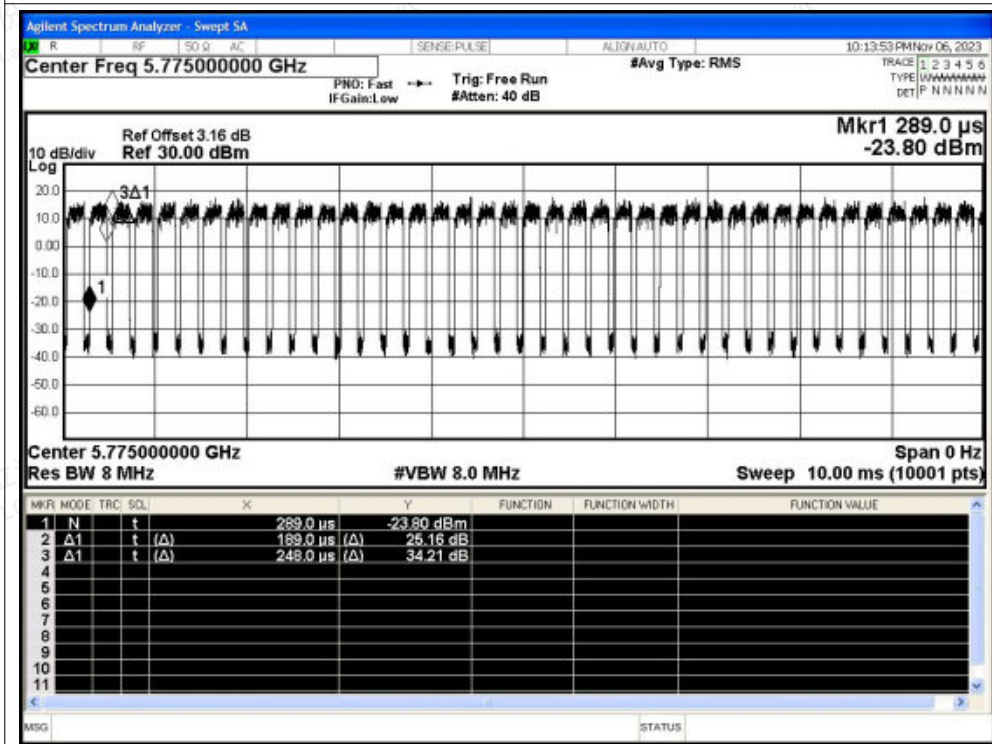 Agilent Spectrum Analyzer - Swept SA
LXI R RF 50 Ω AC SENSE:PULSE ALIGNAUTO 10:13:53 PMNov 06, 2023
Center Freq 5.775000000 GHz
PNO: Fast
IFGain:Low
Trig: Free Run
#Atten: 40 dB
#Avg Type: RMS
TRACE 1 2 3 4 5 6
TYPE WWWWWW
DET P N N N N N
Mkr1 289.0 µs
-23.80 dBm
Ref Offset 3.16 dB
10 dB/div Ref 30.00 dBm
Log
20.0
10.0
0.00
-10.0
-20.0
-30.0
-40.0
-50.0
-60.0
3Δ1
1
Center 5.775000000 GHz Span 0 Hz
Res BW 8 MHz #VBW 8.0 MHz Sweep 10.00 ms (10001 pts)
MKR MODE TRC SCL X Y FUNCTION FUNCTION WIDTH FUNCTION VALUE
1 N t 289.0 µs -23.80 dBm
2 Δ1 t (Δ) 189.0 µs (Δ) 25.16 dB
3 Δ1 t (Δ) 248.0 µs (Δ) 34.21 dB
4
5
6
7
8
9
10
11
MSG STATUS